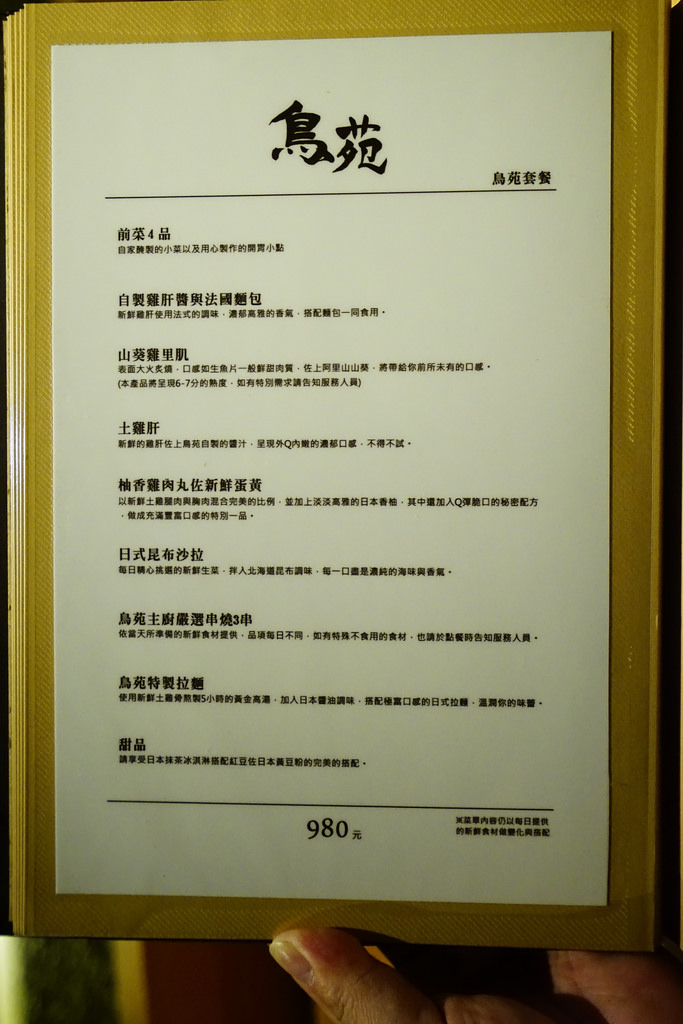 鳥苑
鳥苑套餐
前菜4品
自家醃製的小菜以及用心製作的開胃小點
自製雞肝醬與法國麵包
新鮮雞肝使用法式的調味，濃郁高雅的香氣，搭配麵包一同食用。
山葵雞里肌
表面大火炙燒，口感如生魚片一般鮮甜肉質，佐上阿里山山葵，將帶給你前所未有的口感。
(本產品將呈現6-7分的熟度，如有特別需求請告知服務人員)
土雞肝
新鮮的雞肝佐上鳥苑自製的醬汁，呈現外Q內嫩的濃郁口感，不得不試。
柚香雞肉丸佐新鮮蛋黃
以新鮮土雞腿肉與胸肉混合完美的比例，並加上淡淡高雅的日本香柚，其中還加入Q彈脆口的秘密配方
，做成充滿豐富口感的特別一品。
日式昆布沙拉
每日精心挑選的新鮮生菜，拌入北海道昆布調味，每一口盡是濃純的海味與香氣。
鳥苑主廚嚴選串燒3串
依當天所準備的新鮮食材提供，品項每日不同，如有特殊不食用的食材，也請於點餐時告知服務人員。
鳥苑特製拉麵
使用新鮮土雞骨熬製5小時的黃金高湯，加入日本醬油調味，搭配極富口感的日式拉麵，溫潤你的味蕾。
甜品
請享受日本抹茶冰淇淋搭配紅豆佐日本黃豆粉的完美的搭配。
980元
※菜單內容仍以每日提供
的新鮮食材做變化與搭配